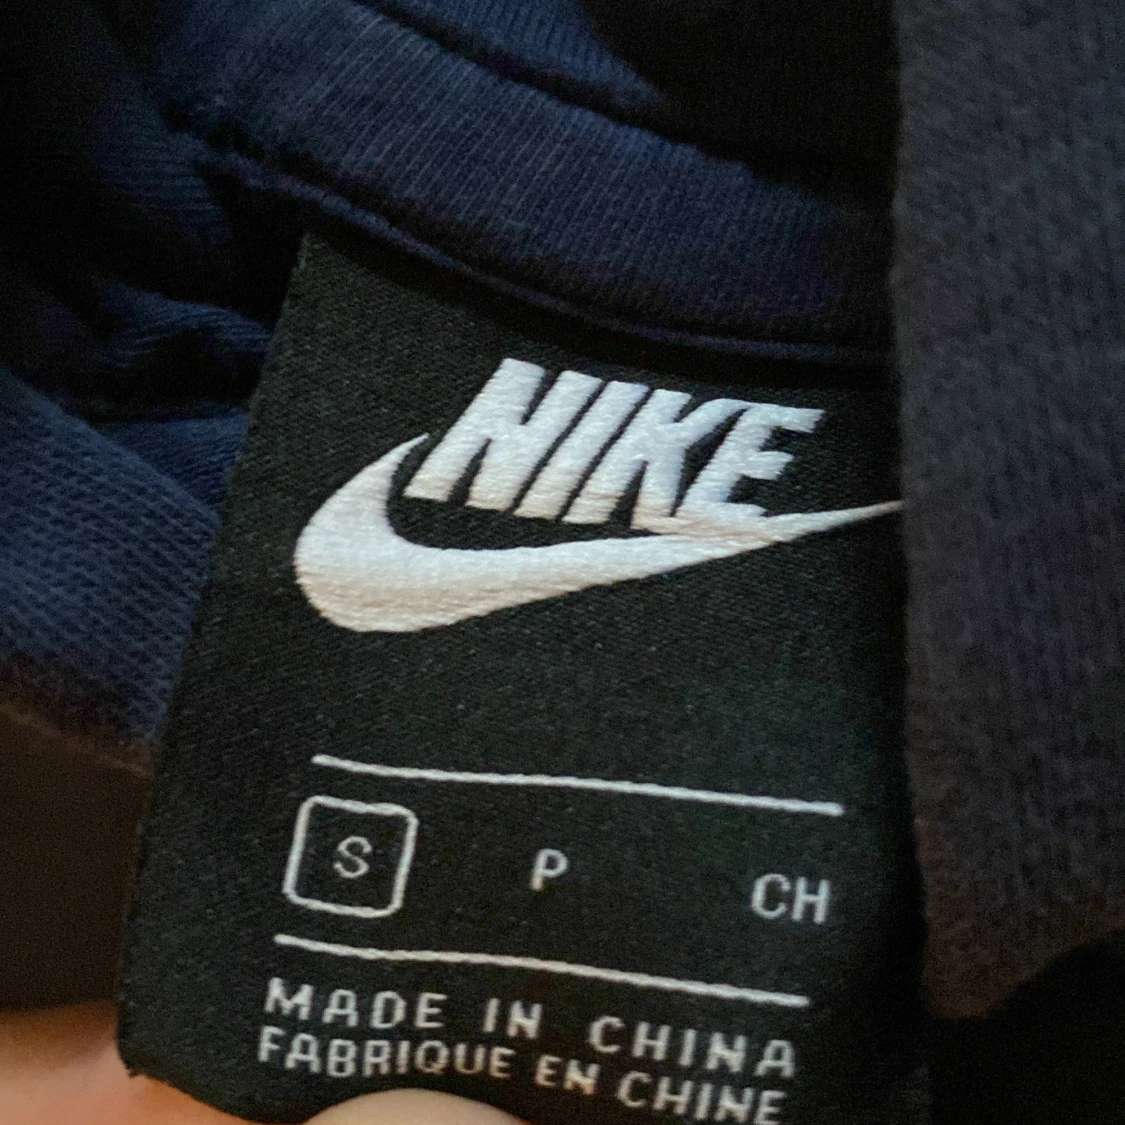 NIKE
S P CH
MADE IN CHINA
FABRIQUE EN CHINE